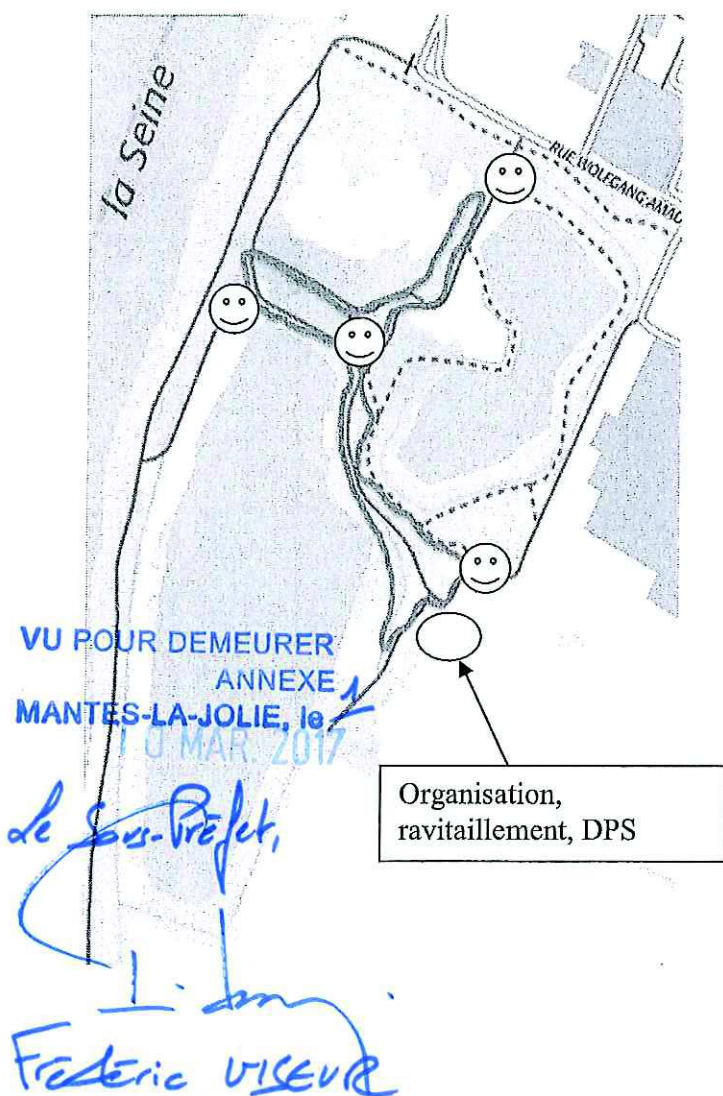 la Seine
RUE WOLFGANG AMAD
VU POUR DEMEURER
ANNEXE 1
MANTES-LA-JOLIE, le
10 MAR. 2017
Organisation,
ravitaillement, DPS
Le Sous-Préfet,
Frédéric VISEUR